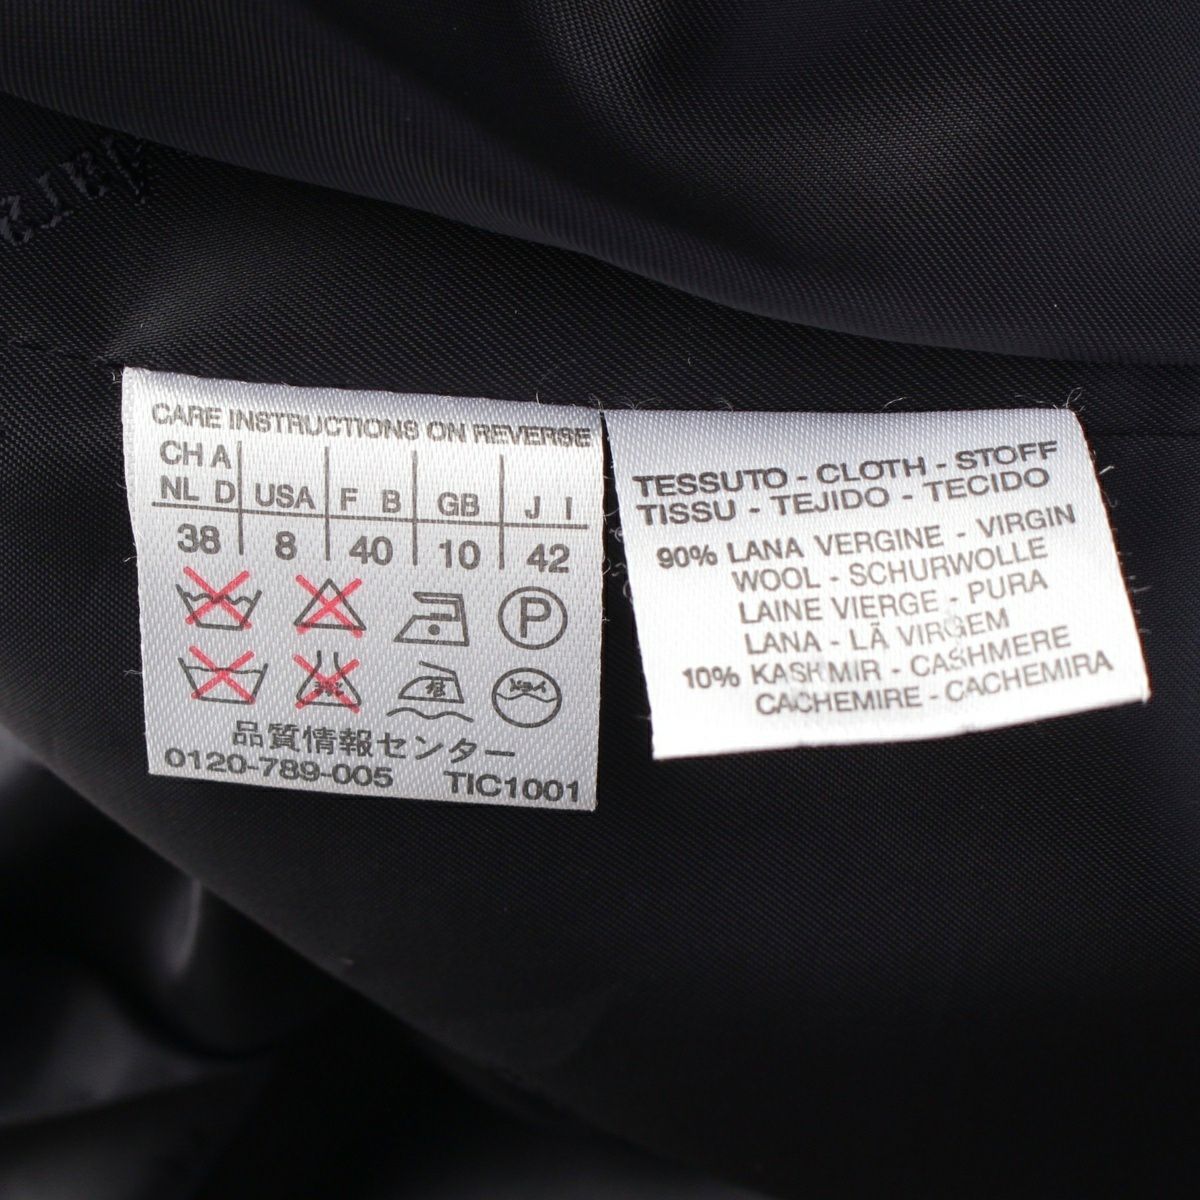 CARE INSTRUCTIONS ON REVERSE
CH A
NL D USA F B GB J I
38 8 40 10 42
P
品質情報センター
0120-789-005 TIC1001
TESSUTO - CLOTH - STOFF
TISSU - TEJIDO - TECIDO
90% LANA VERGINE - VIRGIN
WOOL - SCHURWOLLE
LAINE VIERGE - PURA
LANA - LÃ VIRGEM
10% KASHMIR - CASHMERE
CACHEMIRE - CACHEMIRA